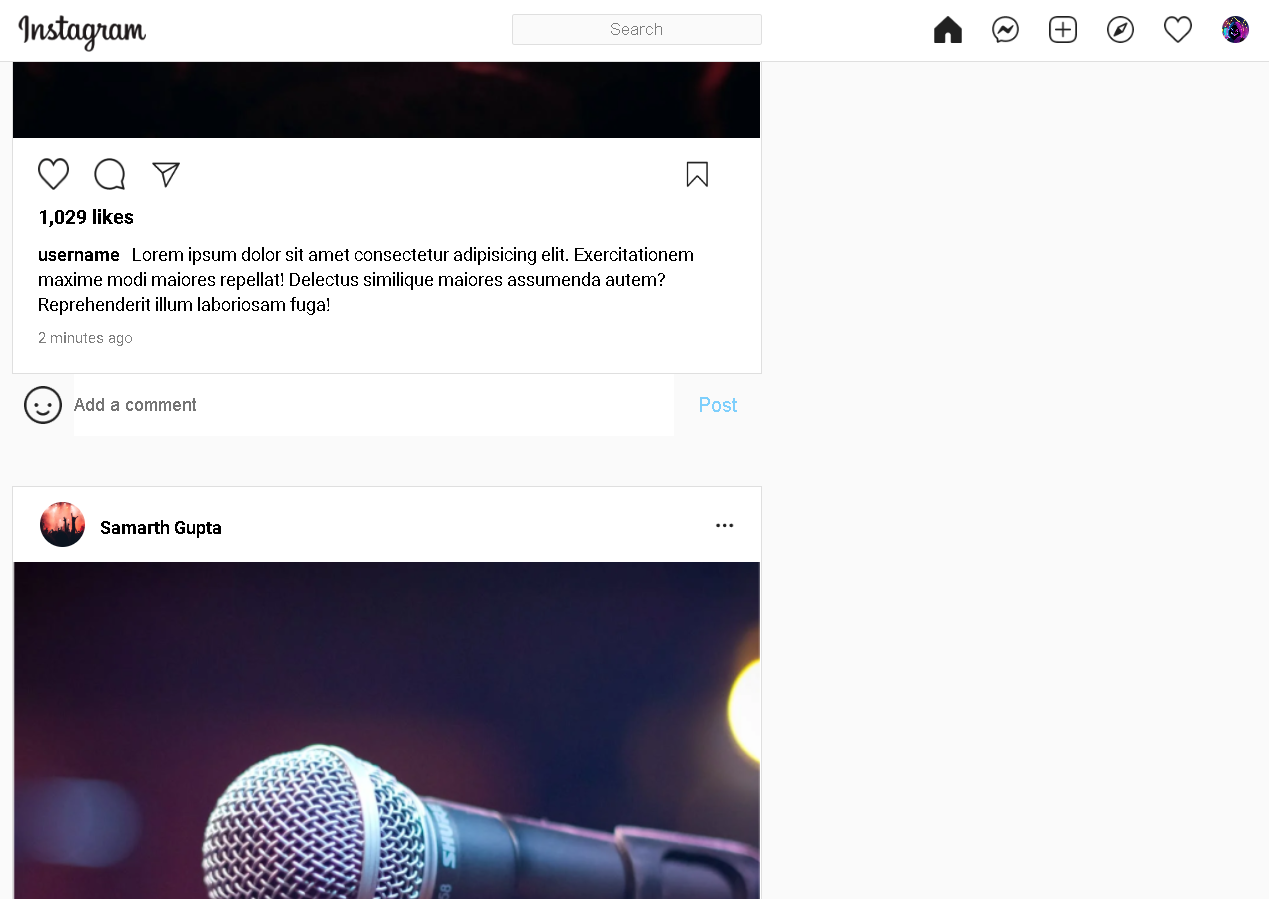 Instagram
Search
1,029 likes
username Lorem ipsum dolor sit amet consectetur adipisicing elit. Exercitationem
maxime modi maiores repellat! Delectus similique maiores assumenda autem?
Reprehenderit illum laboriosam fuga!
2 minutes ago
Add a comment
Post
Samarth Gupta
SHURE
58